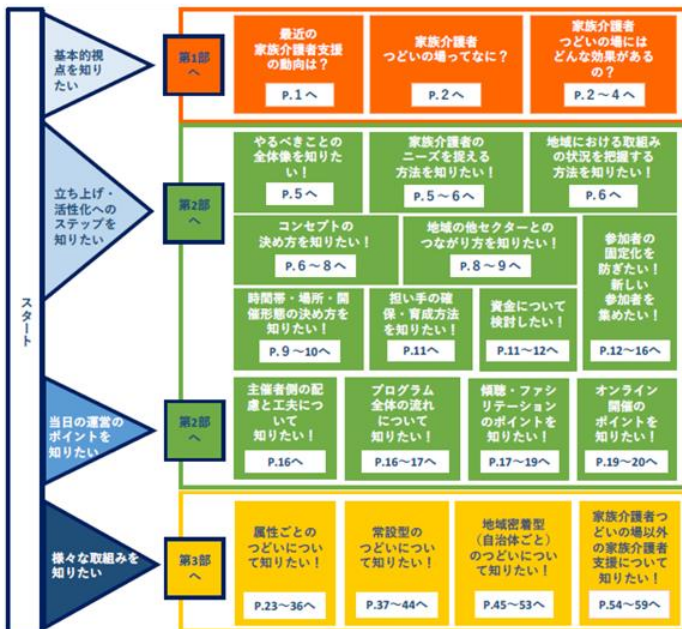 スタート
基本的視
点を知り
たい
第1部
へ
最近の
家族介護者支援
の動向は？
P.1へ
家族介護者
つどいの場ってなに？
P.2へ
家族介護者
つどいの場には
どんな効果がある
の？
P.2～4へ
立ち上げ・
活性化への
ステップを
知りたい
第2部
へ
やるべきことの
全体像を知りた
い！
P.5へ
家族介護者の
ニーズを捉える
方法を知りたい！
P.5～6へ
地域における取組み
の状況を把握する
方法を知りたい！
P.6へ
コンセプトの
決め方を知りたい！
P.6～8へ
地域の他セクターとの
つながり方を知りたい！
P.8～9へ
参加者の
固定化を
防ぎたい！
新しい
参加者を
集めたい！
P.12～16へ
時間帯・場所・開
催形態の決め方を
知りたい！
P.9～10へ
担い手の確
保・育成方法
を知りたい！
P.11へ
資金について
検討したい！
P.11～12へ
当日の運営の
ポイントを
知りたい
第2部
へ
主催者側の配
慮と工夫につ
いて
知りたい！
P.16へ
プログラム
全体の流れ
について
知りたい！
P.16～17へ
傾聴・ファシ
リテーション
のポイントを
知りたい！
P.17～19へ
オンライン
開催の
ポイントを
知りたい！
P.19～20へ
様々な取組みを
知りたい
第3部
へ
属性ごとの
つどいについ
て知りたい！
P.23～36へ
常設型の
つどいについ
て知りたい！
P.37～44へ
地域密着型
（自治体ごと）
のつどいについ
て知りたい！
P.45～53へ
家族介護者つ
どいの場以外
の家族介護者
支援について
知りたい！
P.54～59へ